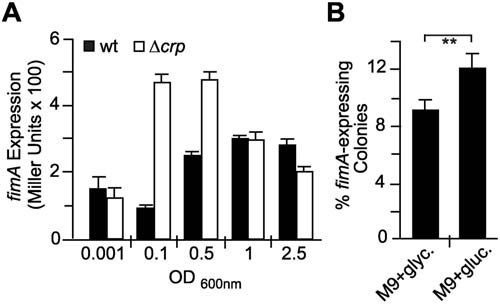 A
wt Δcrp
fimA Expression
(Miller Units x 100)
6
4
2
0
0.001 0.1 0.5 1 2.5
OD 600nm
B
**
% fimA-expressing
Colonies
12
8
4
0
M9+glyc.
M9+gluc.